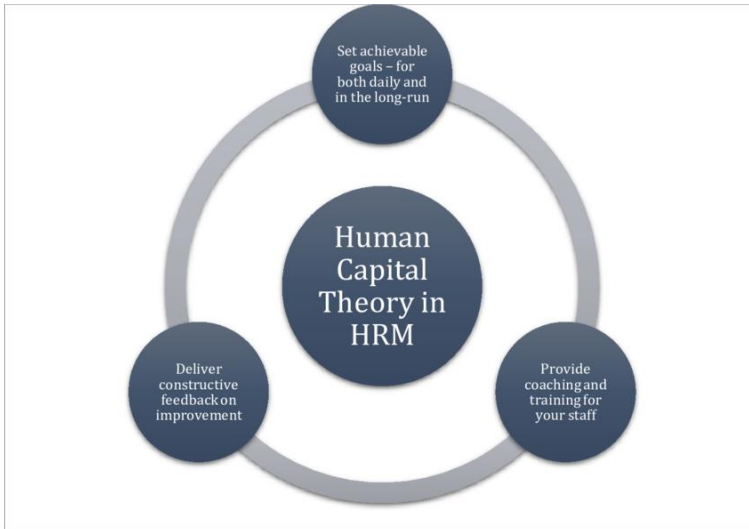 Set achievable
goals – for
both daily and
in the long-run
Human
Capital
Theory in
HRM
Deliver
constructive
feedback on
improvement
Provide
coaching and
training for
your staff